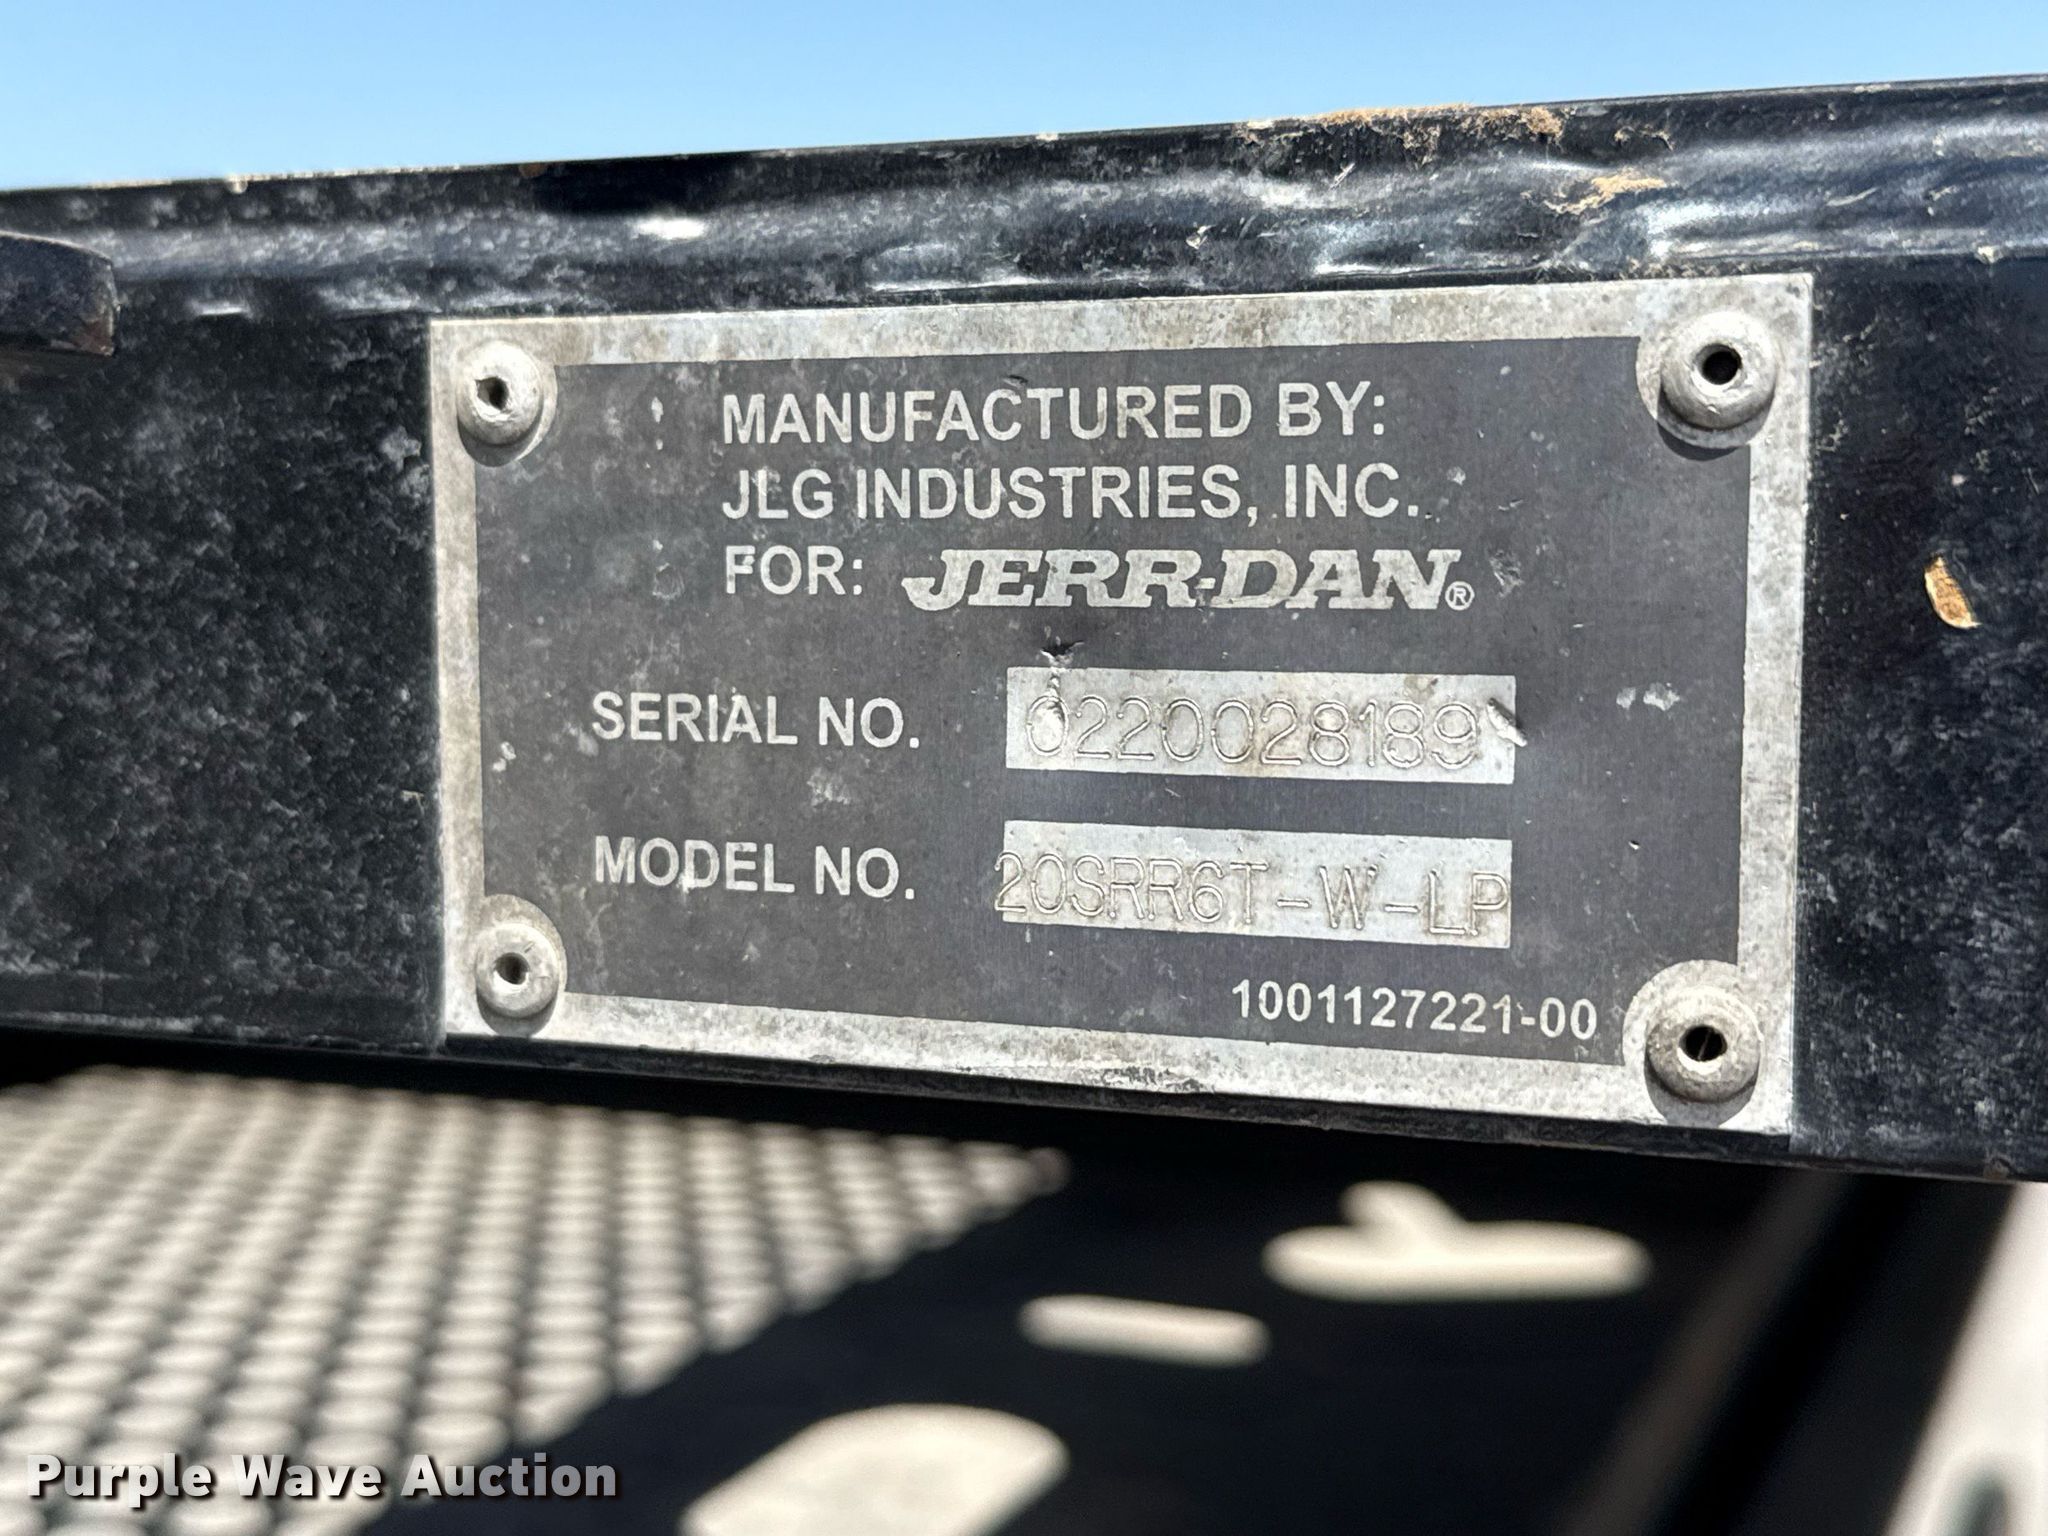 MANUFACTURED BY:
JLG INDUSTRIES, INC.
FOR: JERR-DAN®
SERIAL NO. 0220028189
MODEL NO. 20SRR6T-W-LP
1001127221-00
Purple Wave Auction